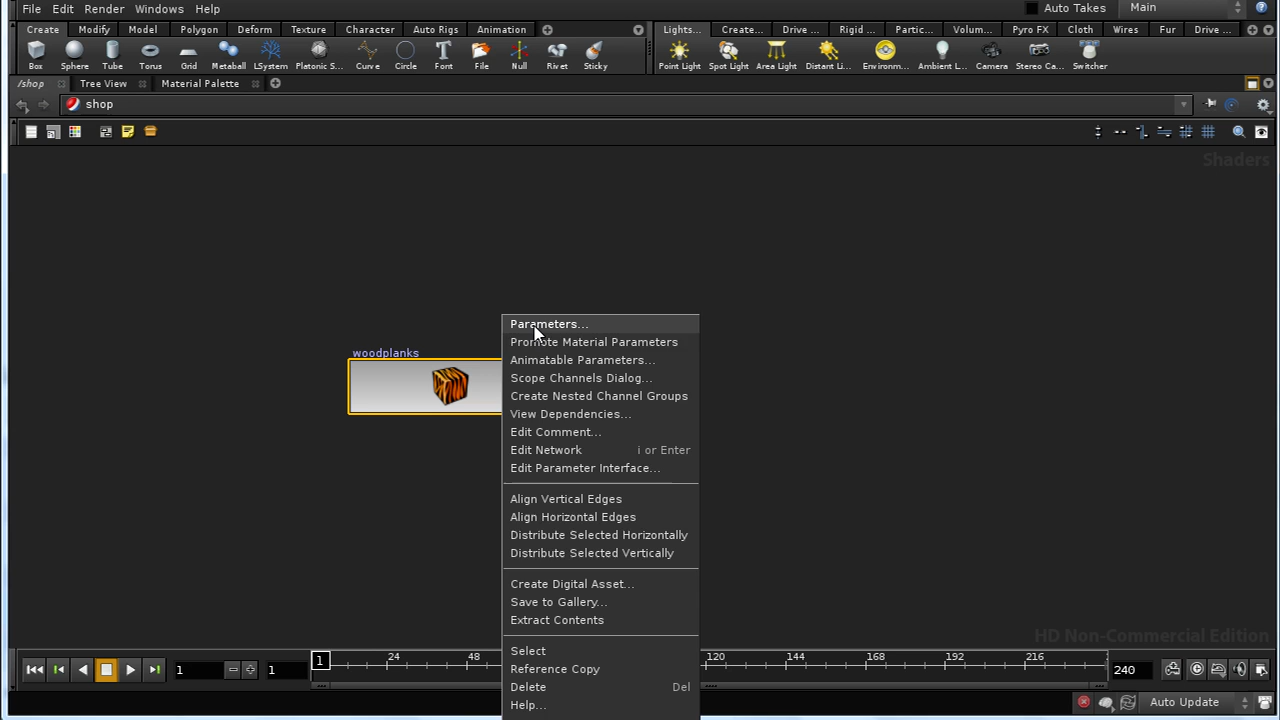 File Edit Render Windows Help Auto Takes Main
Create Modify Model Polygon Deform Texture Character Auto Rigs Animation Lights... Create... Drive ... Rigid ... Partic... Volum... Pyro FX Cloth Wires Fur Drive ...
Box Sphere Tube Torus Grid Metaball LSystem Platonic S... Curve Circle Font File Null Rivet Sticky Point Light Spot Light Area Light Distant Li... Environm... Ambient L... Camera Stereo Ca... Switcher
/shop Tree View Material Palette
shop
Shaders
woodplanks
Parameters...
Promote Material Parameters
Animatable Parameters...
Scope Channels Dialog...
Create Nested Channel Groups
View Dependencies...
Edit Comment...
Edit Network i or Enter
Edit Parameter Interface...
Align Vertical Edges
Align Horizontal Edges
Distribute Selected Horizontally
Distribute Selected Vertically
Create Digital Asset...
Save to Gallery...
Extract Contents
Select
Reference Copy
Delete Del
Help...
HD Non-Commercial Edition
1 1 1 24 48 120 144 168 192 216 240
Auto Update